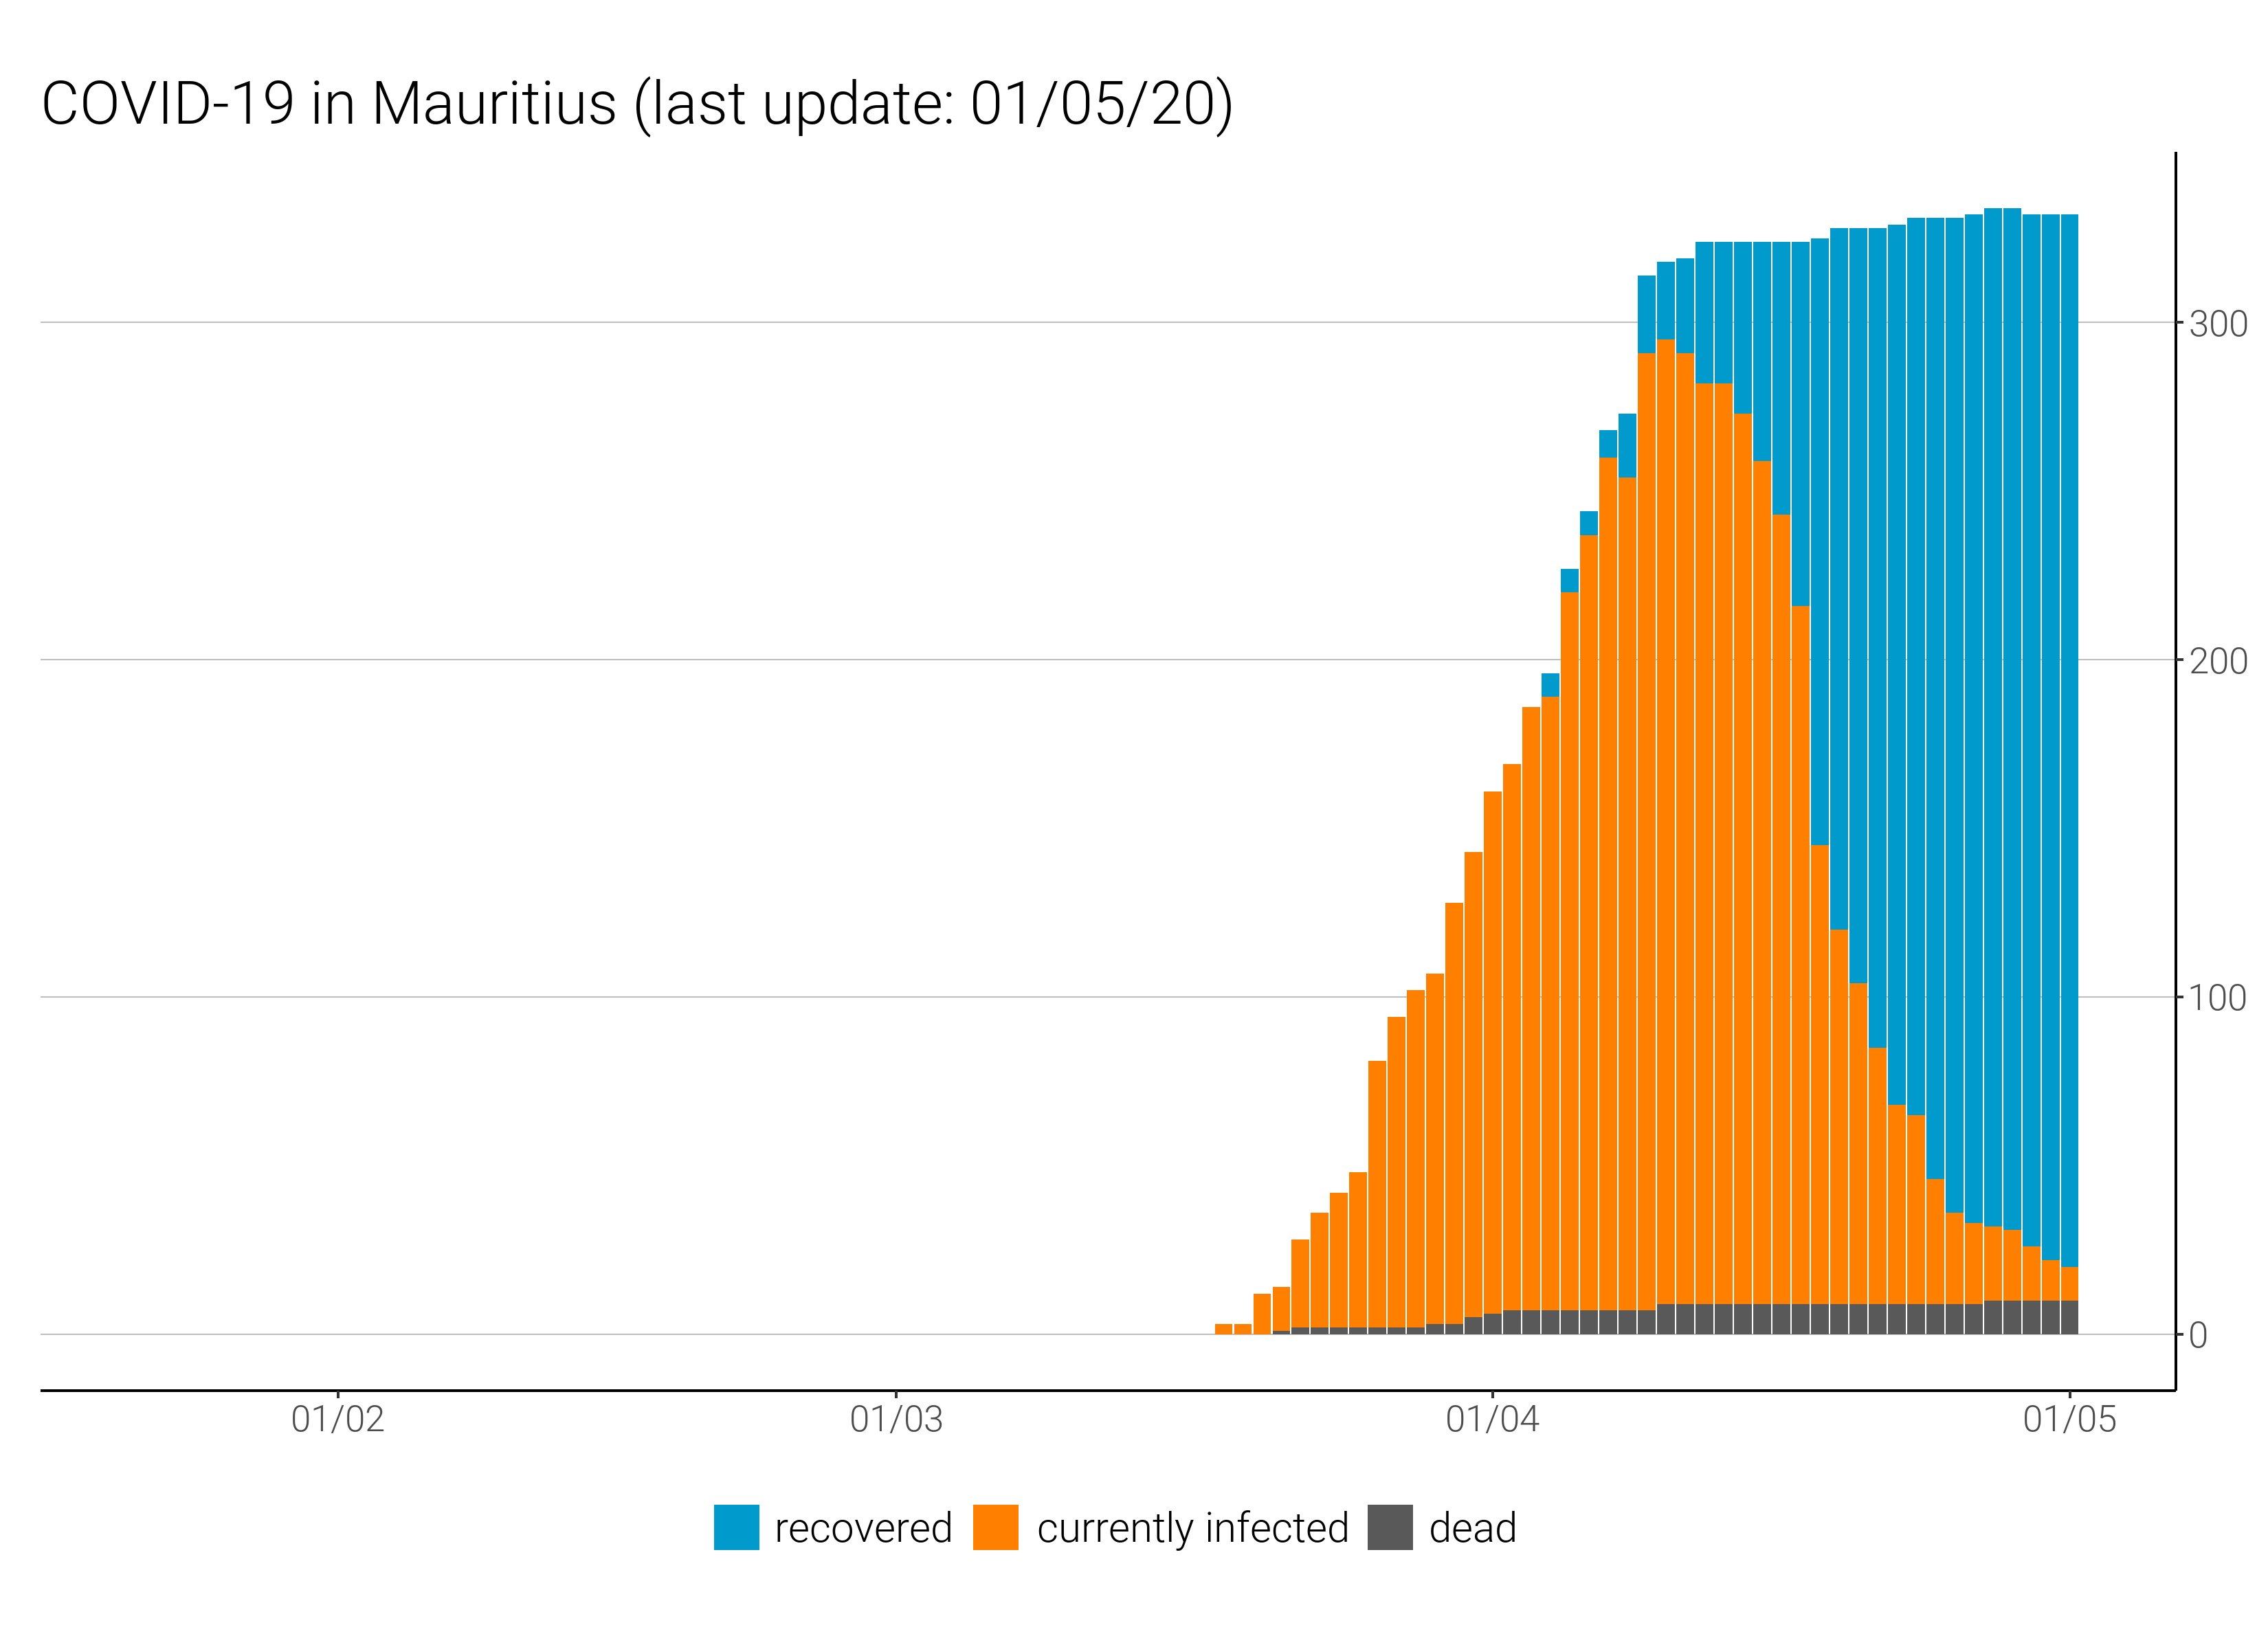 COVID-19 in Mauritius (last update: 01/05/20)
300
200
100
0
01/02 01/03 01/04 01/05
recovered currently infected dead